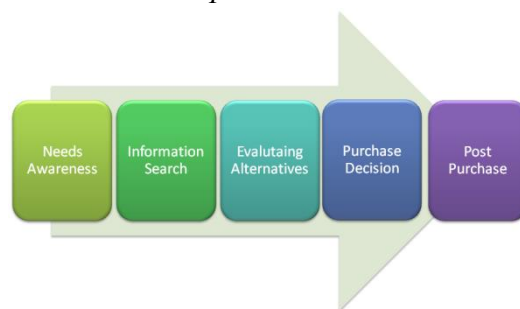 Needs
Awareness
Information
Search
Evalutaing
Alternatives
Purchase
Decision
Post
Purchase